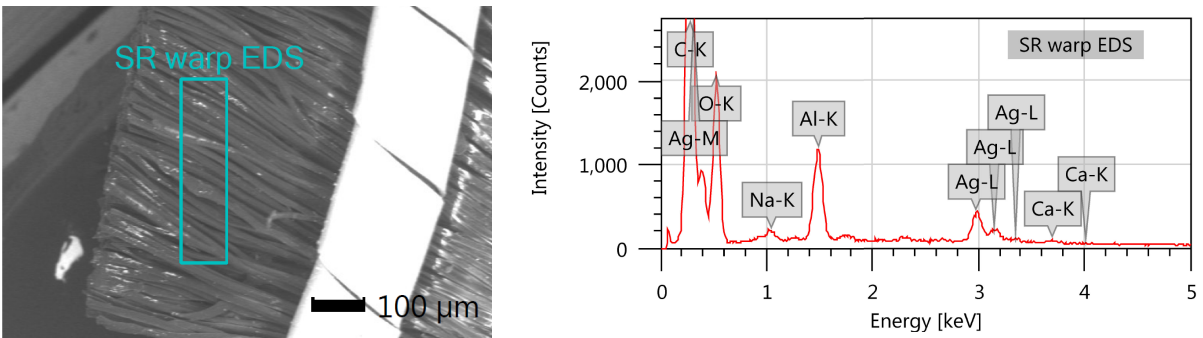 SR warp EDS
100 µm
SR warp EDS
Intensity [Counts]
2,000
1,000
0
C-K
O-K
Ag-M
Na-K
Al-K
Ag-L
Ag-L
Ag-L
Ca-K
Ca-K
0 1 2 3 4 5
Energy [keV]